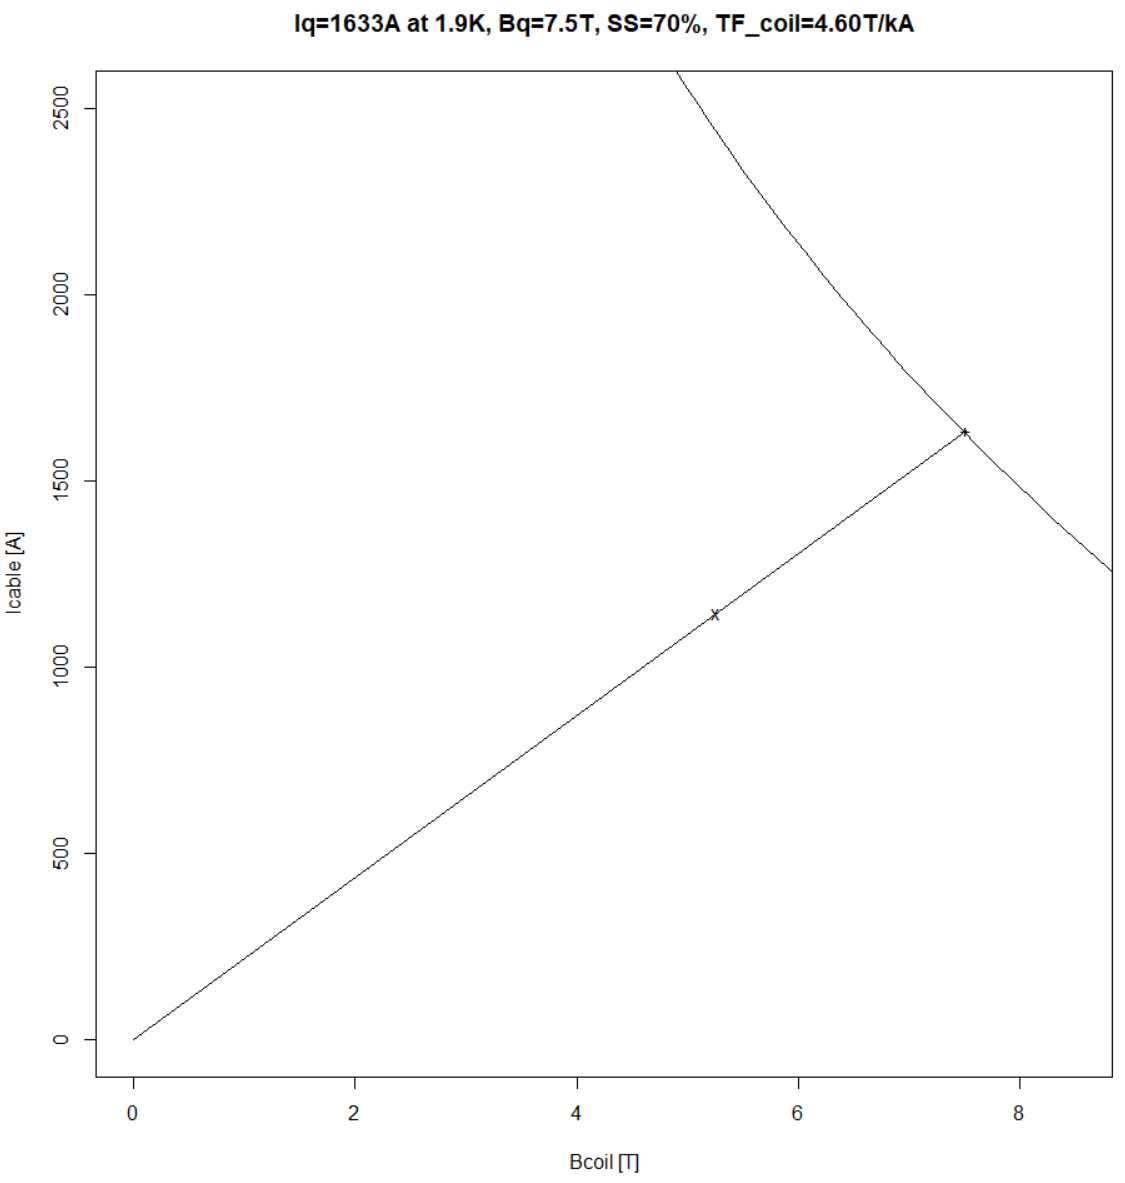 Iq=1633A at 1.9K, Bq=7.5T, SS=70%, TF_coil=4.60T/kA
2500
2000
1500
1000
500
0
Icable [A]
x
0
2
4
6
8
Bcoil [T]